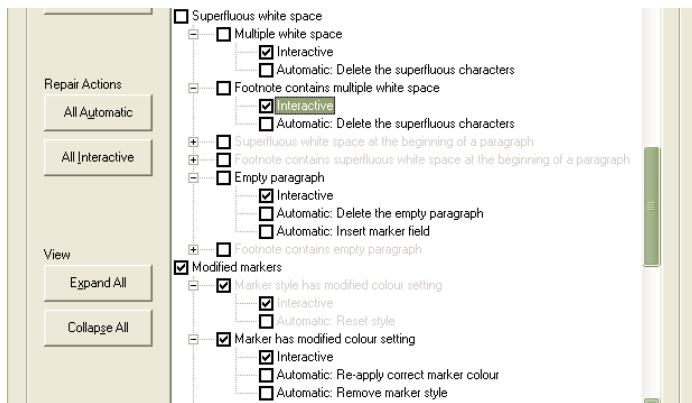 Superfluous white space
Multiple white space
Interactive
Automatic: Delete the superfluous characters
Footnote contains multiple white space
Interactive
Automatic: Delete the superfluous characters
Superfluous white space at the beginning of a paragraph
Footnote contains superfluous white space at the beginning of a paragraph
Empty paragraph
Interactive
Automatic: Delete the empty paragraph
Automatic: Insert marker field
Footnote contains empty paragraph
Modified markers
Marker style has modified colour setting
Interactive
Automatic: Reset style
Marker has modified colour setting
Interactive
Automatic: Re-apply correct marker colour
Automatic: Remove marker style
Repair Actions
All Automatic
All Interactive
View
Expand All
Collapse All